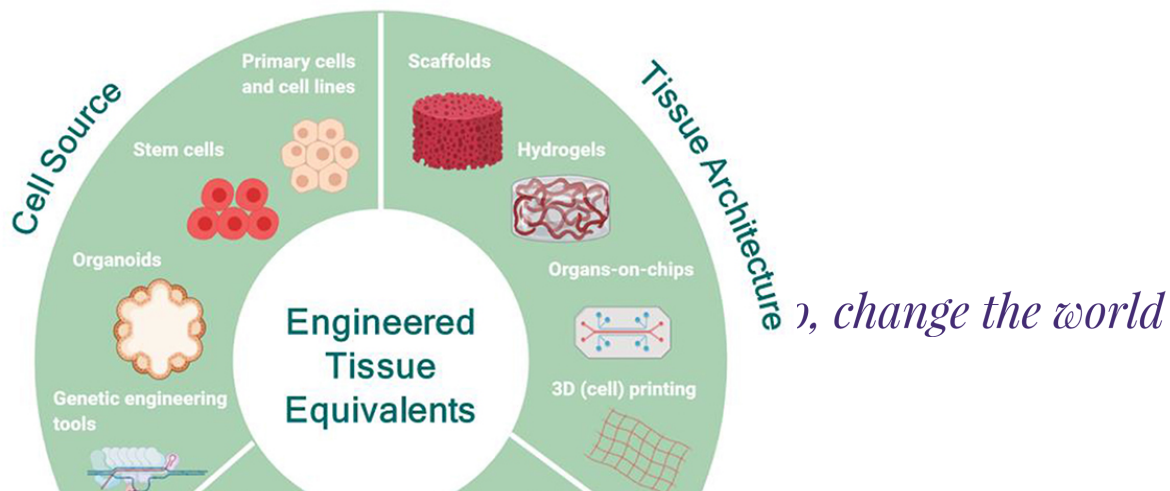 Cell Source
Primary cells
and cell lines
Stem cells
Organoids
Genetic engineering
tools
Tissue Architecture
Scaffolds
Hydrogels
Organs-on-chips
3D (cell) printing
Engineered
Tissue
Equivalents
, change the world